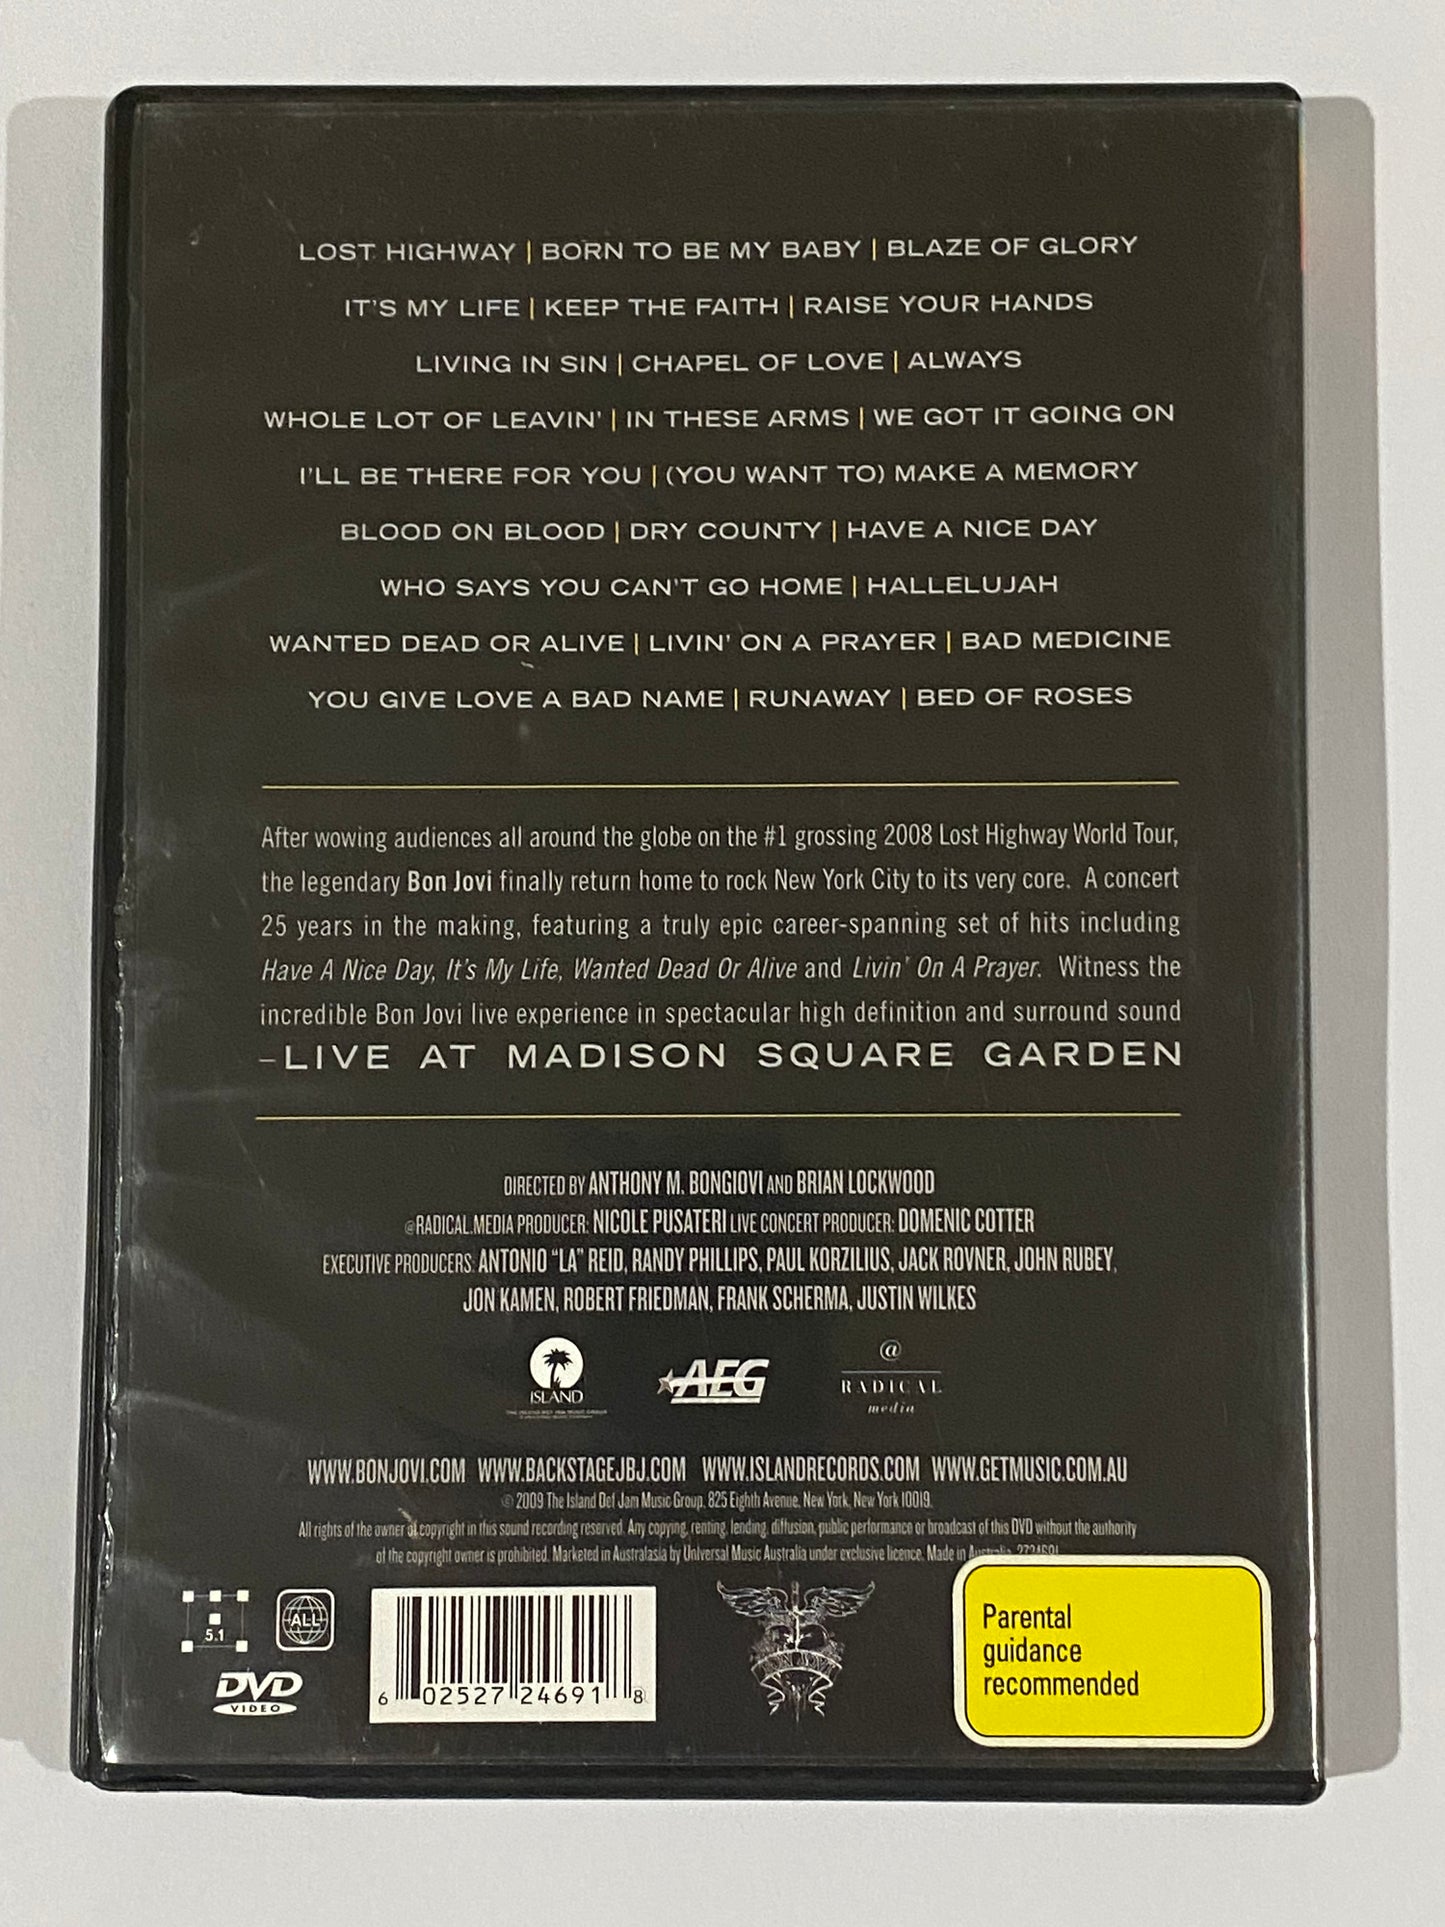 LOST HIGHWAY | BORN TO BE MY BABY | BLAZE OF GLORY
IT'S MY LIFE | KEEP THE FAITH | RAISE YOUR HANDS
LIVING IN SIN | CHAPEL OF LOVE | ALWAYS
WHOLE LOT OF LEAVIN' | IN THESE ARMS | WE GOT IT GOING ON
I'LL BE THERE FOR YOU | (YOU WANT TO) MAKE A MEMORY
BLOOD ON BLOOD | DRY COUNTY | HAVE A NICE DAY
WHO SAYS YOU CAN'T GO HOME | HALLELUJAH
WANTED DEAD OR ALIVE | LIVIN' ON A PRAYER | BAD MEDICINE
YOU GIVE LOVE A BAD NAME | RUNAWAY | BED OF ROSES
After wowing audiences all around the globe on the #1 grossing 2008 Lost Highway World Tour,
the legendary Bon Jovi finally return home to rock New York City to its very core. A concert
25 years in the making, featuring a truly epic career-spanning set of hits including
Have A Nice Day, It's My Life, Wanted Dead Or Alive and Livin' On A Prayer. Witness the
incredible Bon Jovi live experience in spectacular high definition and surround sound
–LIVE AT MADISON SQUARE GARDEN
DIRECTED BY ANTHONY M. BONGIOVI AND BRIAN LOCKWOOD
@RADICAL.MEDIA PRODUCER: NICOLE PUSATERI LIVE CONCERT PRODUCER: DOMENIC COTTER
EXECUTIVE PRODUCERS: ANTONIO "LA" REID, RANDY PHILLIPS, PAUL KORZILIUS, JACK ROVNER, JOHN RUBEY,
JON KAMEN, ROBERT FRIEDMAN, FRANK SCHERMA, JUSTIN WILKES
ISLAND
AEG
@
RADICAL
media
WWW.BONJOVI.COM WWW.BACKSTAGEJBJ.COM WWW.ISLANDRECORDS.COM WWW.GETMUSIC.COM.AU
© 2009 The Island Def Jam Music Group, 825 Eighth Avenue, New York, New York 10019.
All rights of the owner of copyright in this sound recording reserved. Any copying, renting, lending, diffusion, public performance or broadcast of this DVD without the authority
of the copyright owner is prohibited. Marketed in Australasia by Universal Music Australia under exclusive licence. Made in Australia. 2724691
5.1
ALL
DVD
VIDEO
6 02527 24691 8
BON JOVI
Parental
guidance
recommended